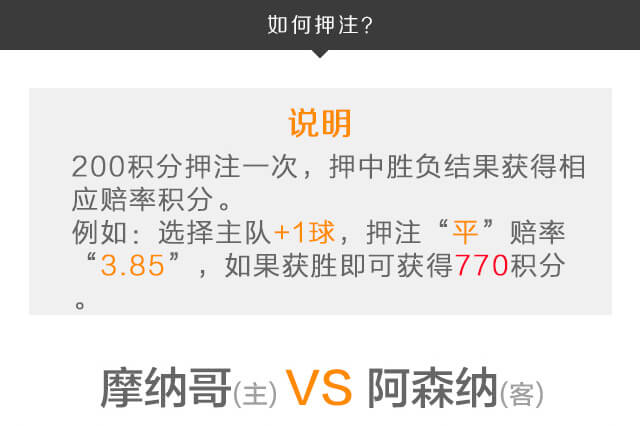 如何押注？
说明
200积分押注一次，押中胜负结果获得相
应赔率积分。
例如：选择主队+1球，押注“平”赔率
“3.85”，如果获胜即可获得770积分
。
摩纳哥(主) VS 阿森纳(客)